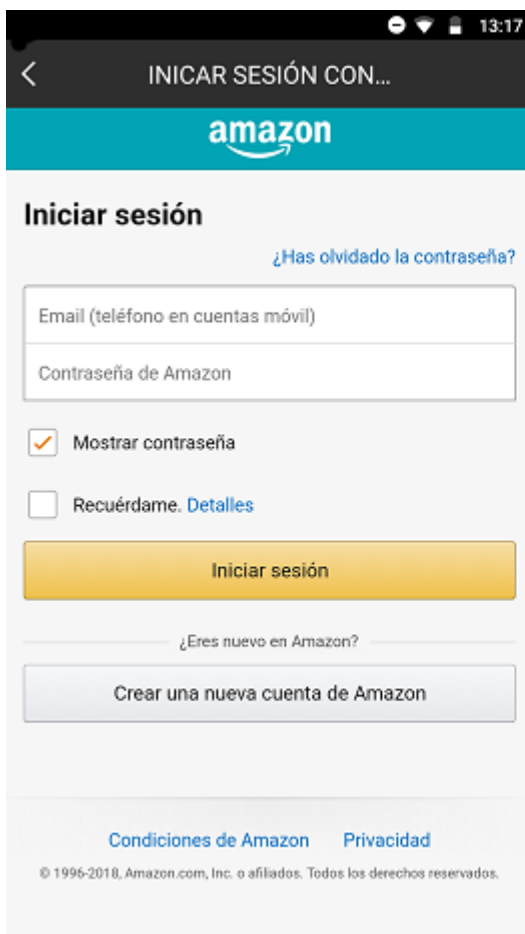 13:17
INICAR SESIÓN CON...
amazon
Iniciar sesión
¿Has olvidado la contraseña?
Email (teléfono en cuentas móvil)
Contraseña de Amazon
Mostrar contraseña
Recuérdame. Detalles
Iniciar sesión
¿Eres nuevo en Amazon?
Crear una nueva cuenta de Amazon
Condiciones de Amazon Privacidad
© 1996-2018, Amazon.com, Inc. o afiliados. Todos los derechos reservados.